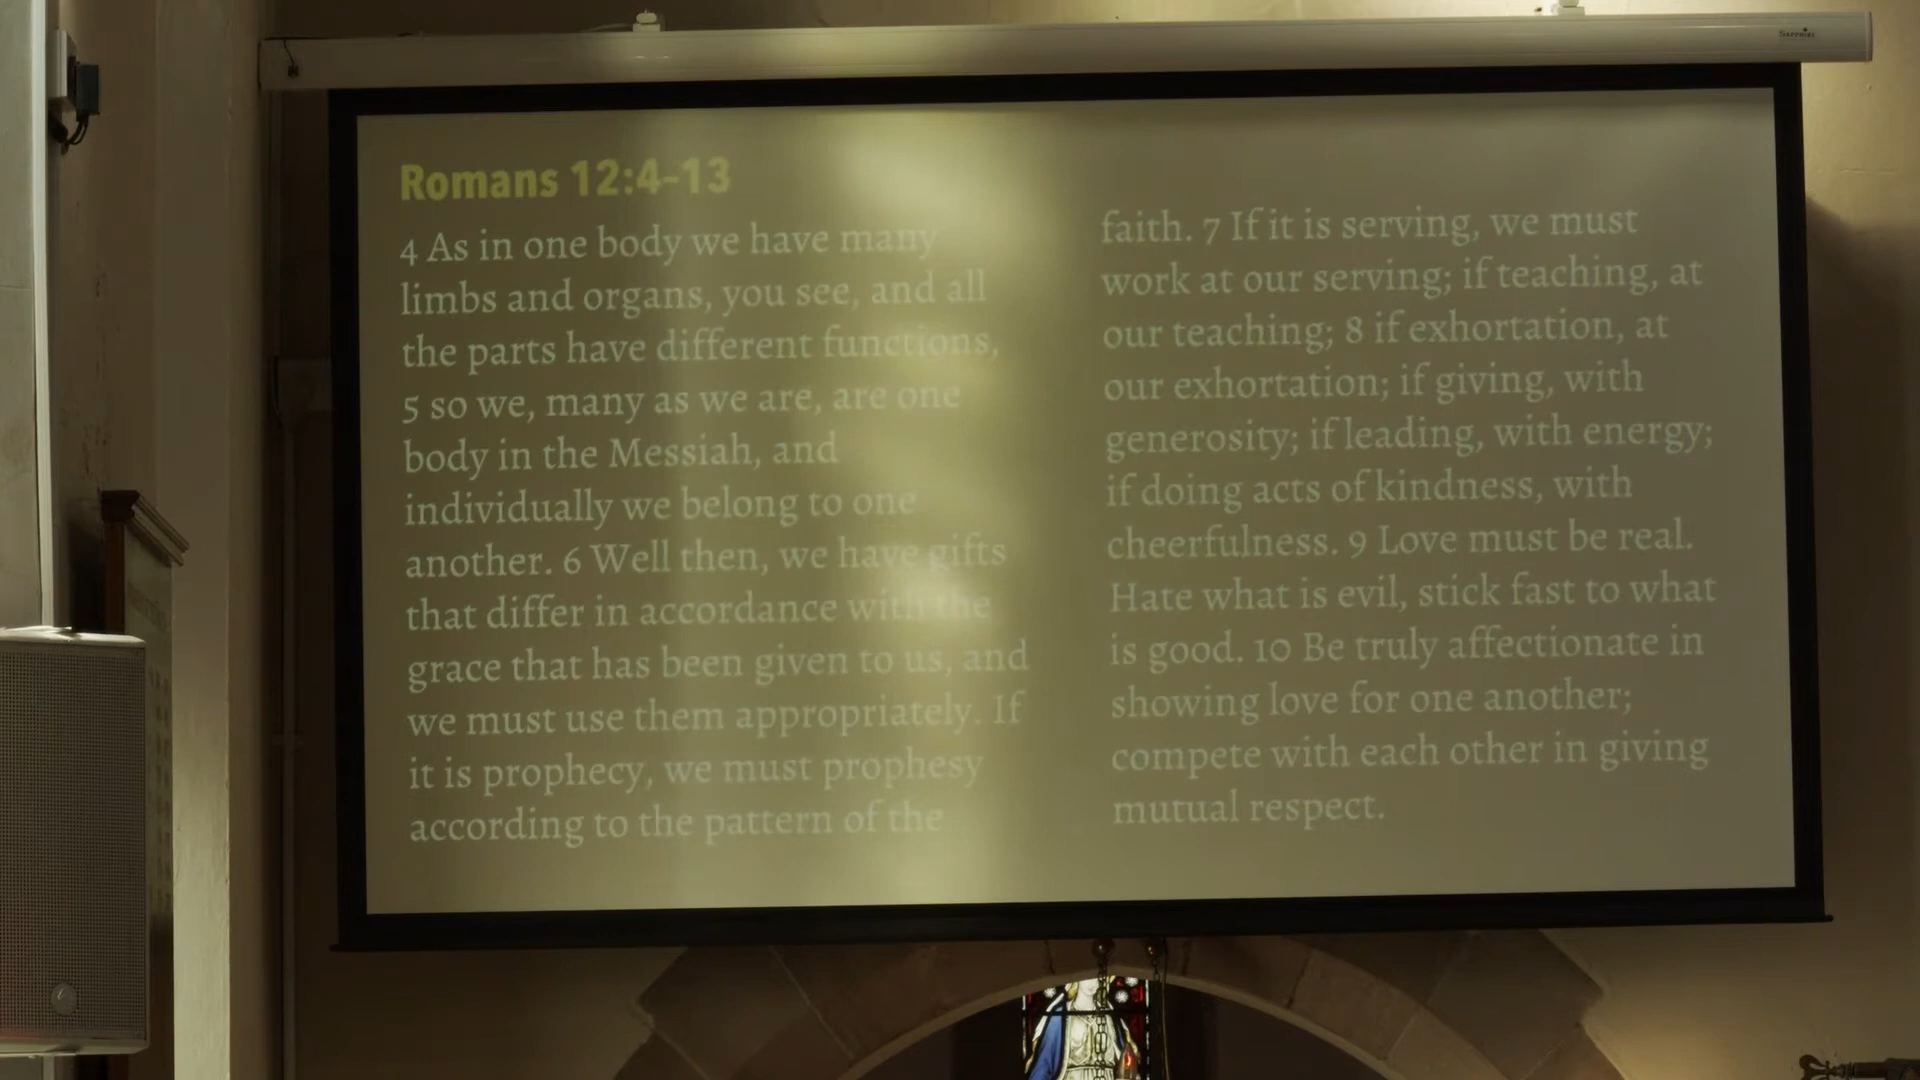 SAPPHIRE
Romans 12:4–13
4 As in one body we have many
limbs and organs, you see, and all
the parts have different functions,
5 so we, many as we are, are one
body in the Messiah, and
individually we belong to one
another. 6 Well then, we have gifts
that differ in accordance with the
grace that has been given to us, and
we must use them appropriately. If
it is prophecy, we must prophesy
according to the pattern of the
faith. 7 If it is serving, we must
work at our serving; if teaching, at
our teaching; 8 if exhortation, at
our exhortation; if giving, with
generosity; if leading, with energy;
if doing acts of kindness, with
cheerfulness. 9 Love must be real.
Hate what is evil, stick fast to what
is good. 10 Be truly affectionate in
showing love for one another;
compete with each other in giving
mutual respect.